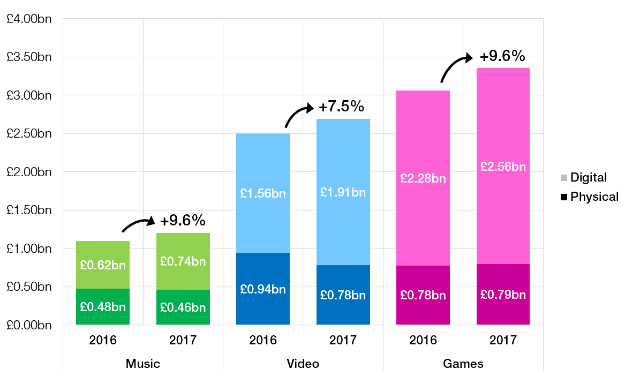 £4.00bn
£3.50bn
£3.00bn
£2.50bn
£2.00bn
£1.50bn
£1.00bn
£0.50bn
£0.00bn
+9.6%
+7.5%
+9.6%
£0.62bn
£0.48bn
£0.74bn
£0.46bn
£1.56bn
£0.94bn
£1.91bn
£0.78bn
£2.28bn
£0.78bn
£2.56bn
£0.79bn
2016 2017 2016 2017 2016 2017
Music Video Games
Digital
Physical